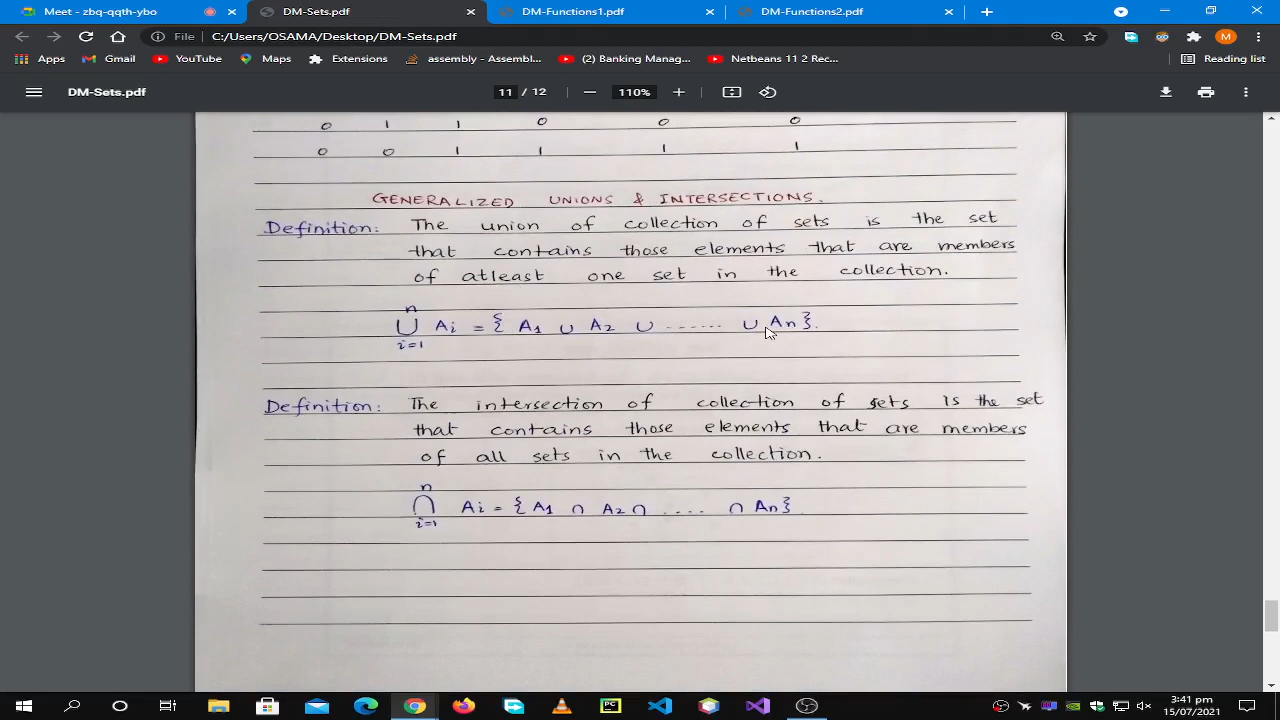 Meet - zbq-qqth-ybo
DM-Sets.pdf
DM-Functions1.pdf
DM-Functions2.pdf
File C:/Users/OSAMA/Desktop/DM-Sets.pdf
Apps Gmail YouTube Maps Extensions assembly - Assembl... (2) Banking Manag... Netbeans 11 2 Rec... Reading list
DM-Sets.pdf 11 / 12 110%
0 1 1 0 0 0
0 0 1 1 1 1
GENERALIZED UNIONS & INTERSECTIONS.
Definition: The union of collection of sets is the set
that contains those elements that are members
of atleast one set in the collection.
n
∪ Ai = { A1 ∪ A2 ∪ ------ ∪ An}.
i=1
Definition: The intersection of collection of sets is the set
that contains those elements that are members
of all sets in the collection.
n
∩ Ai = {A1 ∩ A2 ∩ .... ∩ An}
i=1
3:41 pm
15/07/2021